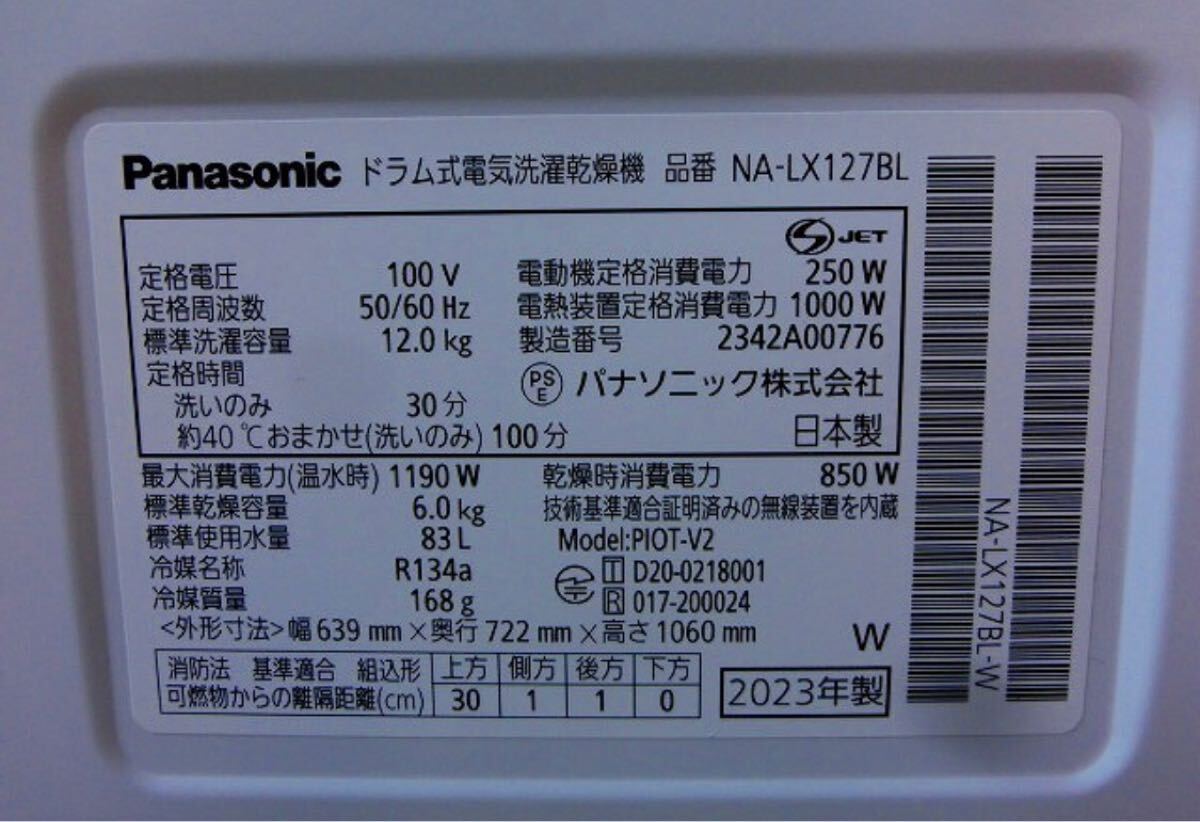 Panasonic ドラム式電気洗濯乾燥機 品番 NA-LX127BL
S JET
定格電圧 100 V 電動機定格消費電力 250 W
定格周波数 50/60 Hz 電熱装置定格消費電力 1000 W
標準洗濯容量 12.0 kg 製造番号 2342A00776
定格時間
洗いのみ 30 分
PS E パナソニック株式会社
約40℃おまかせ(洗いのみ) 100 分
日本製
最大消費電力(温水時) 1190 W 乾燥時消費電力 850 W
標準乾燥容量 6.0 kg 技術基準適合証明済みの無線装置を内蔵
標準使用水量 83 L Model:PIOT-V2
冷媒名称 R134a T D20-0218001
冷媒質量 168 g R 017-200024
<外形寸法>幅 639 mm×奥行 722 mm×高さ 1060 mm W
消防法 基準適合 組込形 上方 側方 後方 下方
可燃物からの離隔距離(cm) 30 1 1 0
2023年製
NA-LX127BL-W